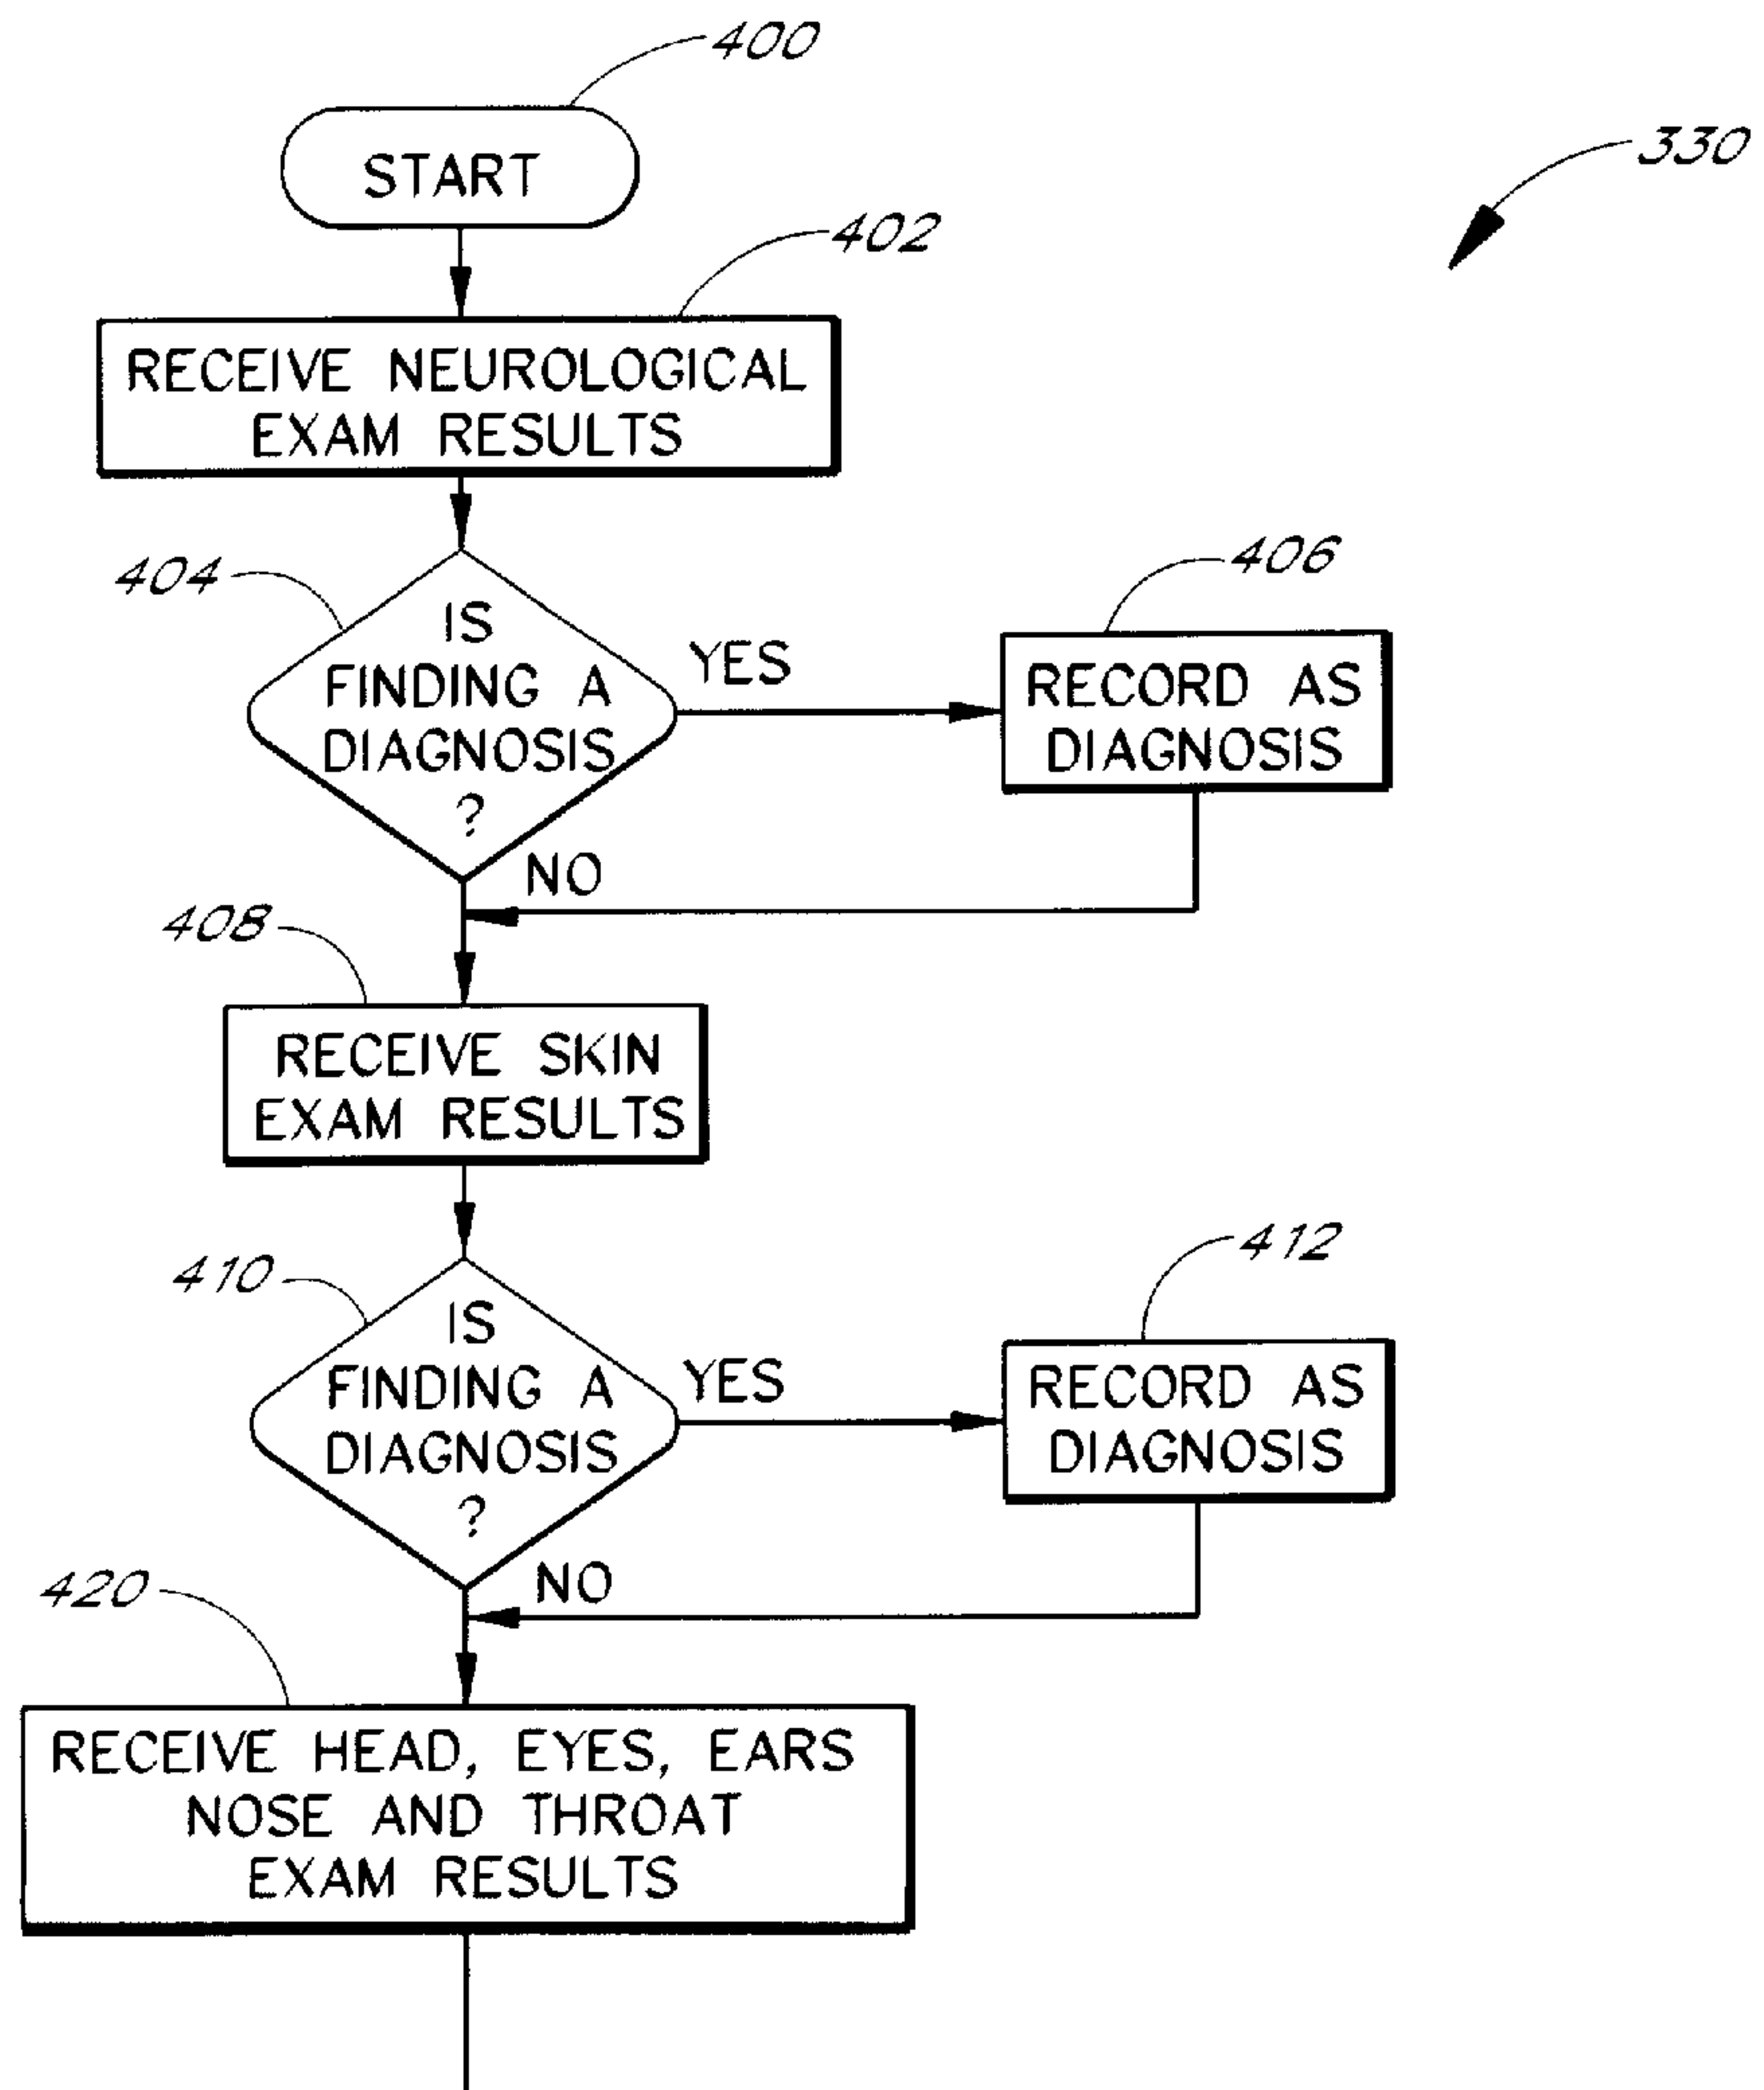 400
START
330
402
RECEIVE NEUROLOGICAL
EXAM RESULTS
404
IS
FINDING A
DIAGNOSIS
?
YES
406
RECORD AS
DIAGNOSIS
NO
408
RECEIVE SKIN
EXAM RESULTS
410
IS
FINDING A
DIAGNOSIS
?
YES
412
RECORD AS
DIAGNOSIS
NO
420
RECEIVE HEAD, EYES, EARS
NOSE AND THROAT
EXAM RESULTS